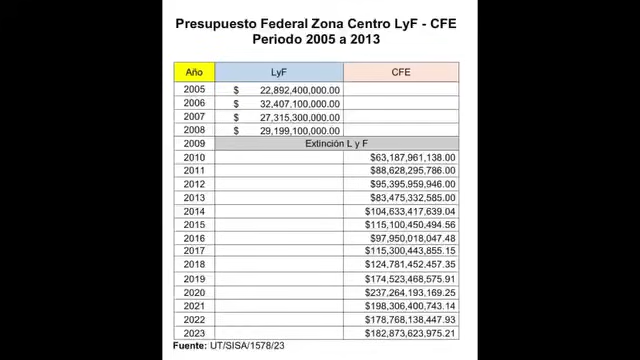 Presupuesto Federal Zona Centro LyF - CFE
Periodo 2005 a 2013
Año LyF CFE
2005 $ 22,892,400,000.00
2006 $ 32,407,100,000.00
2007 $ 27,315,300,000.00
2008 $ 29,199,100,000.00
2009 Extinción L y F
2010 $63,187,961,138.00
2011 $88,628,295,786.00
2012 $95,395,959,946.00
2013 $83,475,332,585.00
2014 $104,633,417,639.04
2015 $115,100,450,494.56
2016 $97,950,018,047.48
2017 $115,300,443,855.15
2018 $124,781,452,457.35
2019 $174,523,468,575.91
2020 $237,264,193,169.25
2021 $198,306,400,743.14
2022 $178,768,138,447.93
2023 $182,873,623,975.21
Fuente: UT/SISA/1578/23